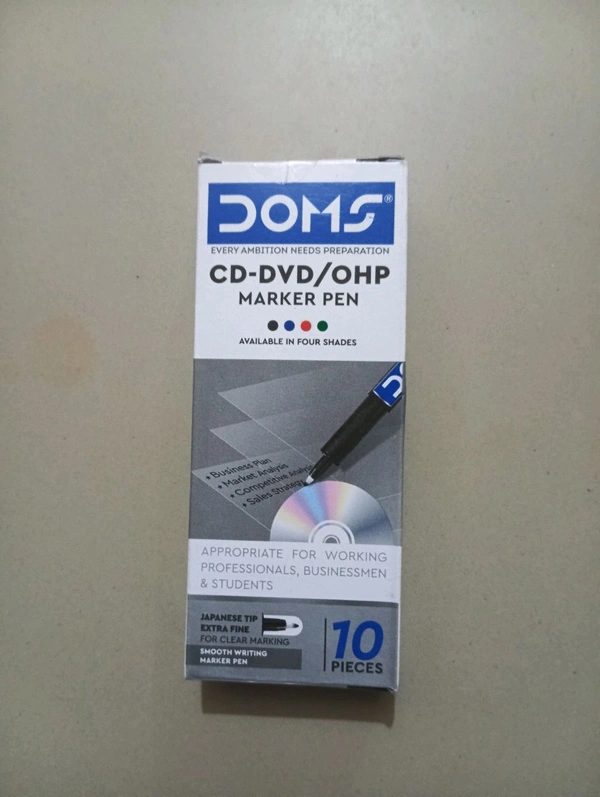 DOMS®
EVERY AMBITION NEEDS PREPARATION
CD-DVD/OHP
MARKER PEN
AVAILABLE IN FOUR SHADES
• Business Plan
• Market Analysis
• Competitive Analysis
• Sales Strategy
APPROPRIATE FOR WORKING
PROFESSIONALS, BUSINESSMEN
& STUDENTS
JAPANESE TIP
EXTRA FINE
FOR CLEAR MARKING
SMOOTH WRITING
MARKER PEN
10
PIECES